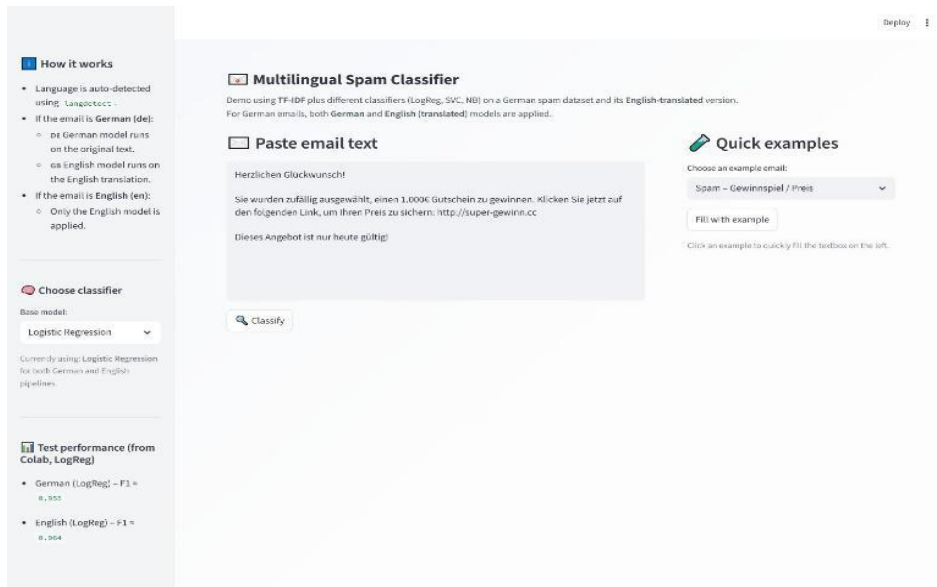 Deploy
How it works
• Language is auto-detected
using langdetect.
• If the email is German (de):
○ DE German model runs
on the original text.
○ GB English model runs on
the English translation.
• If the email is English (en):
○ Only the English model is
applied.
Choose classifier
Base model:
Logistic Regression
Currently using: Logistic Regression
for both German and English
pipelines.
Test performance (from
Colab, LogReg)
• German (LogReg) – F1 ≈
• English (LogReg) – F1 ≈
0.964
Multilingual Spam Classifier
Demo using TF-IDF plus different classifiers (LogReg, SVC, NB) on a German spam dataset and its English-translated version.
For German emails, both German and English (translated) models are applied.
Paste email text
Herzlichen Glückwunsch!
Sie wurden zufällig ausgewählt, einen 1.000€ Gutschein zu gewinnen. Klicken Sie jetzt auf
den folgenden Link, um Ihren Preis zu sichern: http://super-gewinn.cc
Dieses Angebot ist nur heute gültig!
Classify
Quick examples
Choose an example email:
Spam – Gewinnspiel / Preis
Fill with example
Click an example to quickly fill the textbox on the left.